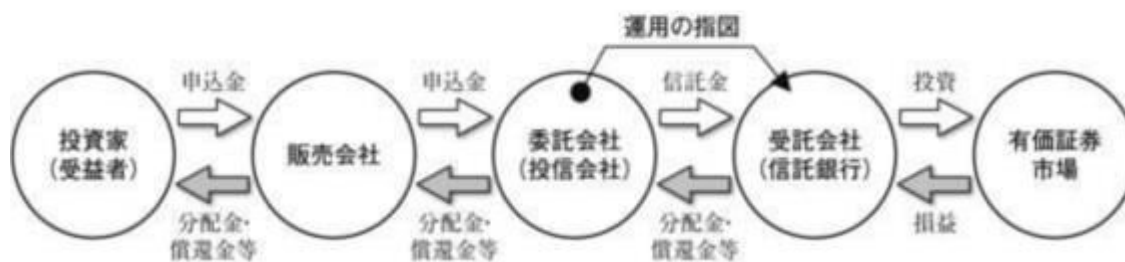 運用の指図
申込金
申込金
信託金
投資
投資家
(受益者)
販売会社
委託会社
(投信会社)
受託会社
(信託銀行)
有価証券
市場
分配金・
償還金等
分配金・
償還金等
分配金・
償還金等
損益